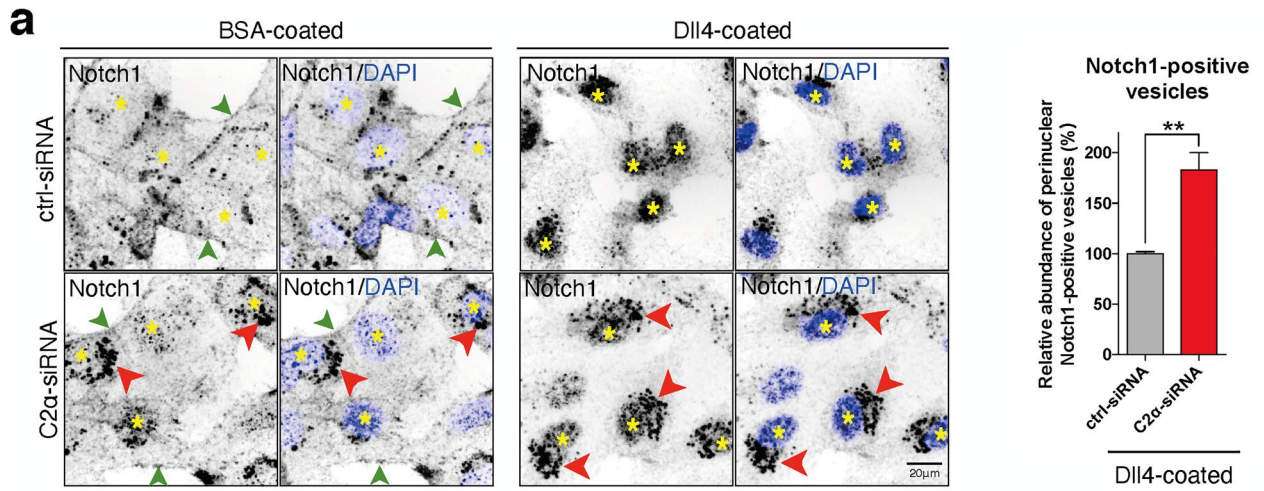 a
BSA-coated
Dll4-coated
ctrl-siRNA
Notch1
Notch1/DAPI
Notch1
Notch1/DAPI
C2α-siRNA
Notch1
Notch1/DAPI
Notch1
Notch1/DAPI
20µm
Notch1-positive
vesicles
Relative abundance of perinuclear
Notch1-positive vesicles (%)
**
200
150
100
50
0
ctrl-siRNA
C2α-siRNA
Dll4-coated